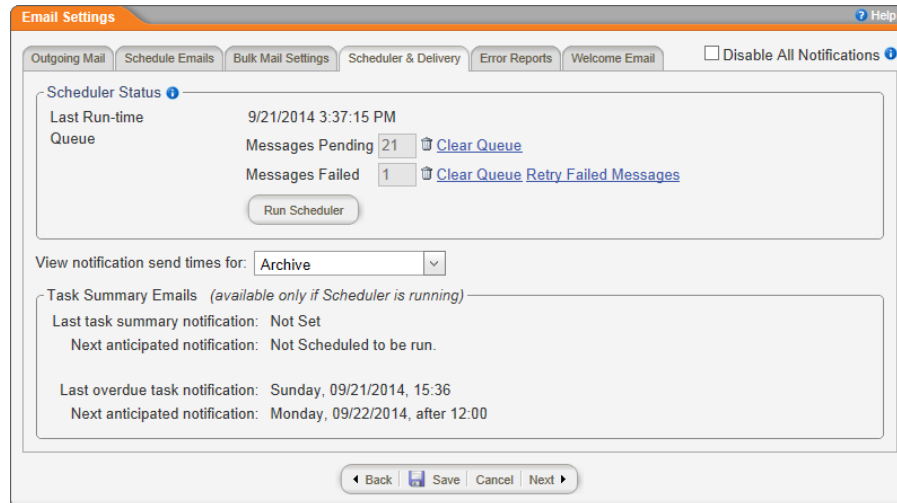 Email Settings
Help
Outgoing Mail Schedule Emails Bulk Mail Settings Scheduler & Delivery Error Reports Welcome Email Disable All Notifications
Scheduler Status
Last Run-time 9/21/2014 3:37:15 PM
Queue Messages Pending 21 Clear Queue
Messages Failed 1 Clear Queue Retry Failed Messages
Run Scheduler
View notification send times for: Archive
Task Summary Emails (available only if Scheduler is running)
Last task summary notification: Not Set
Next anticipated notification: Not Scheduled to be run.
Last overdue task notification: Sunday, 09/21/2014, 15:36
Next anticipated notification: Monday, 09/22/2014, after 12:00
Back Save Cancel Next